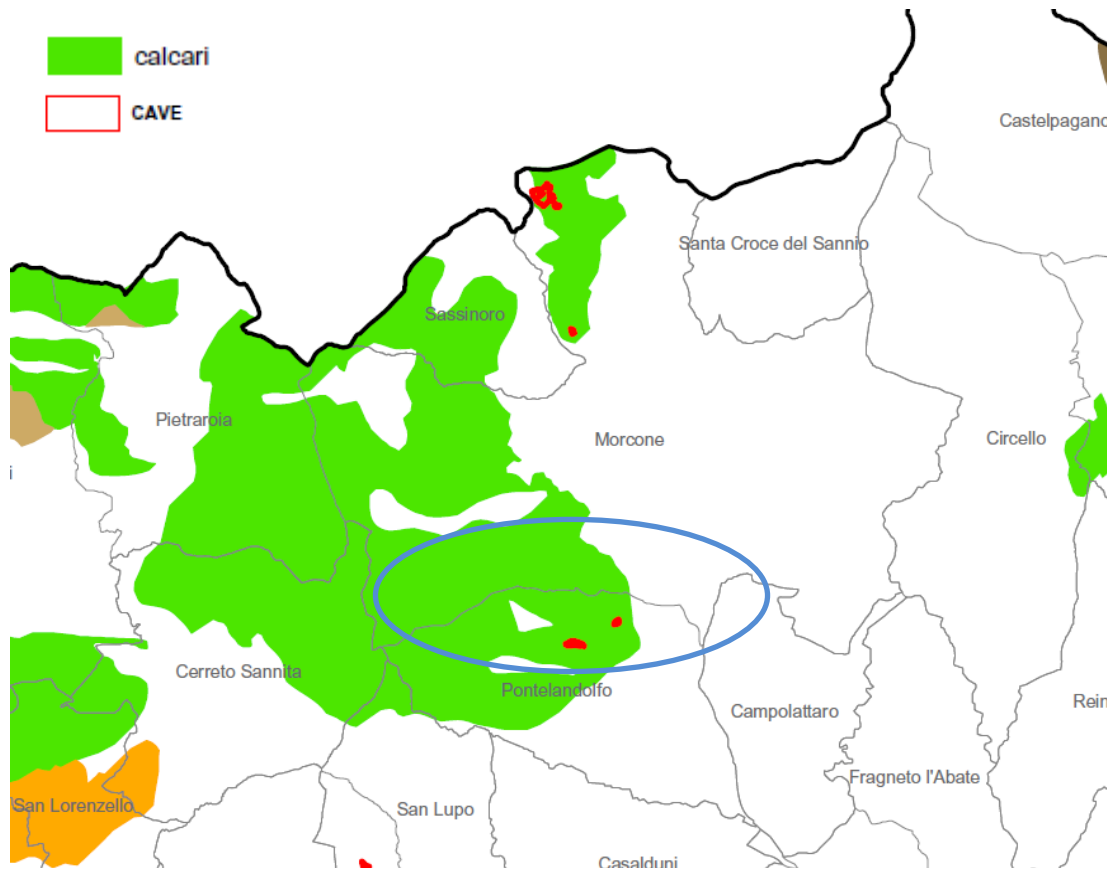 calcari
CAVE
Castelpagano
Santa Croce del Sannio
Sassinoro
Pietraroia
Morcone
Circello
i
Cerreto Sannita
Pontelandolfo
Campolattaro
Rein
Fragneto l'Abate
San Lorenzello
San Lupo
Casalduni